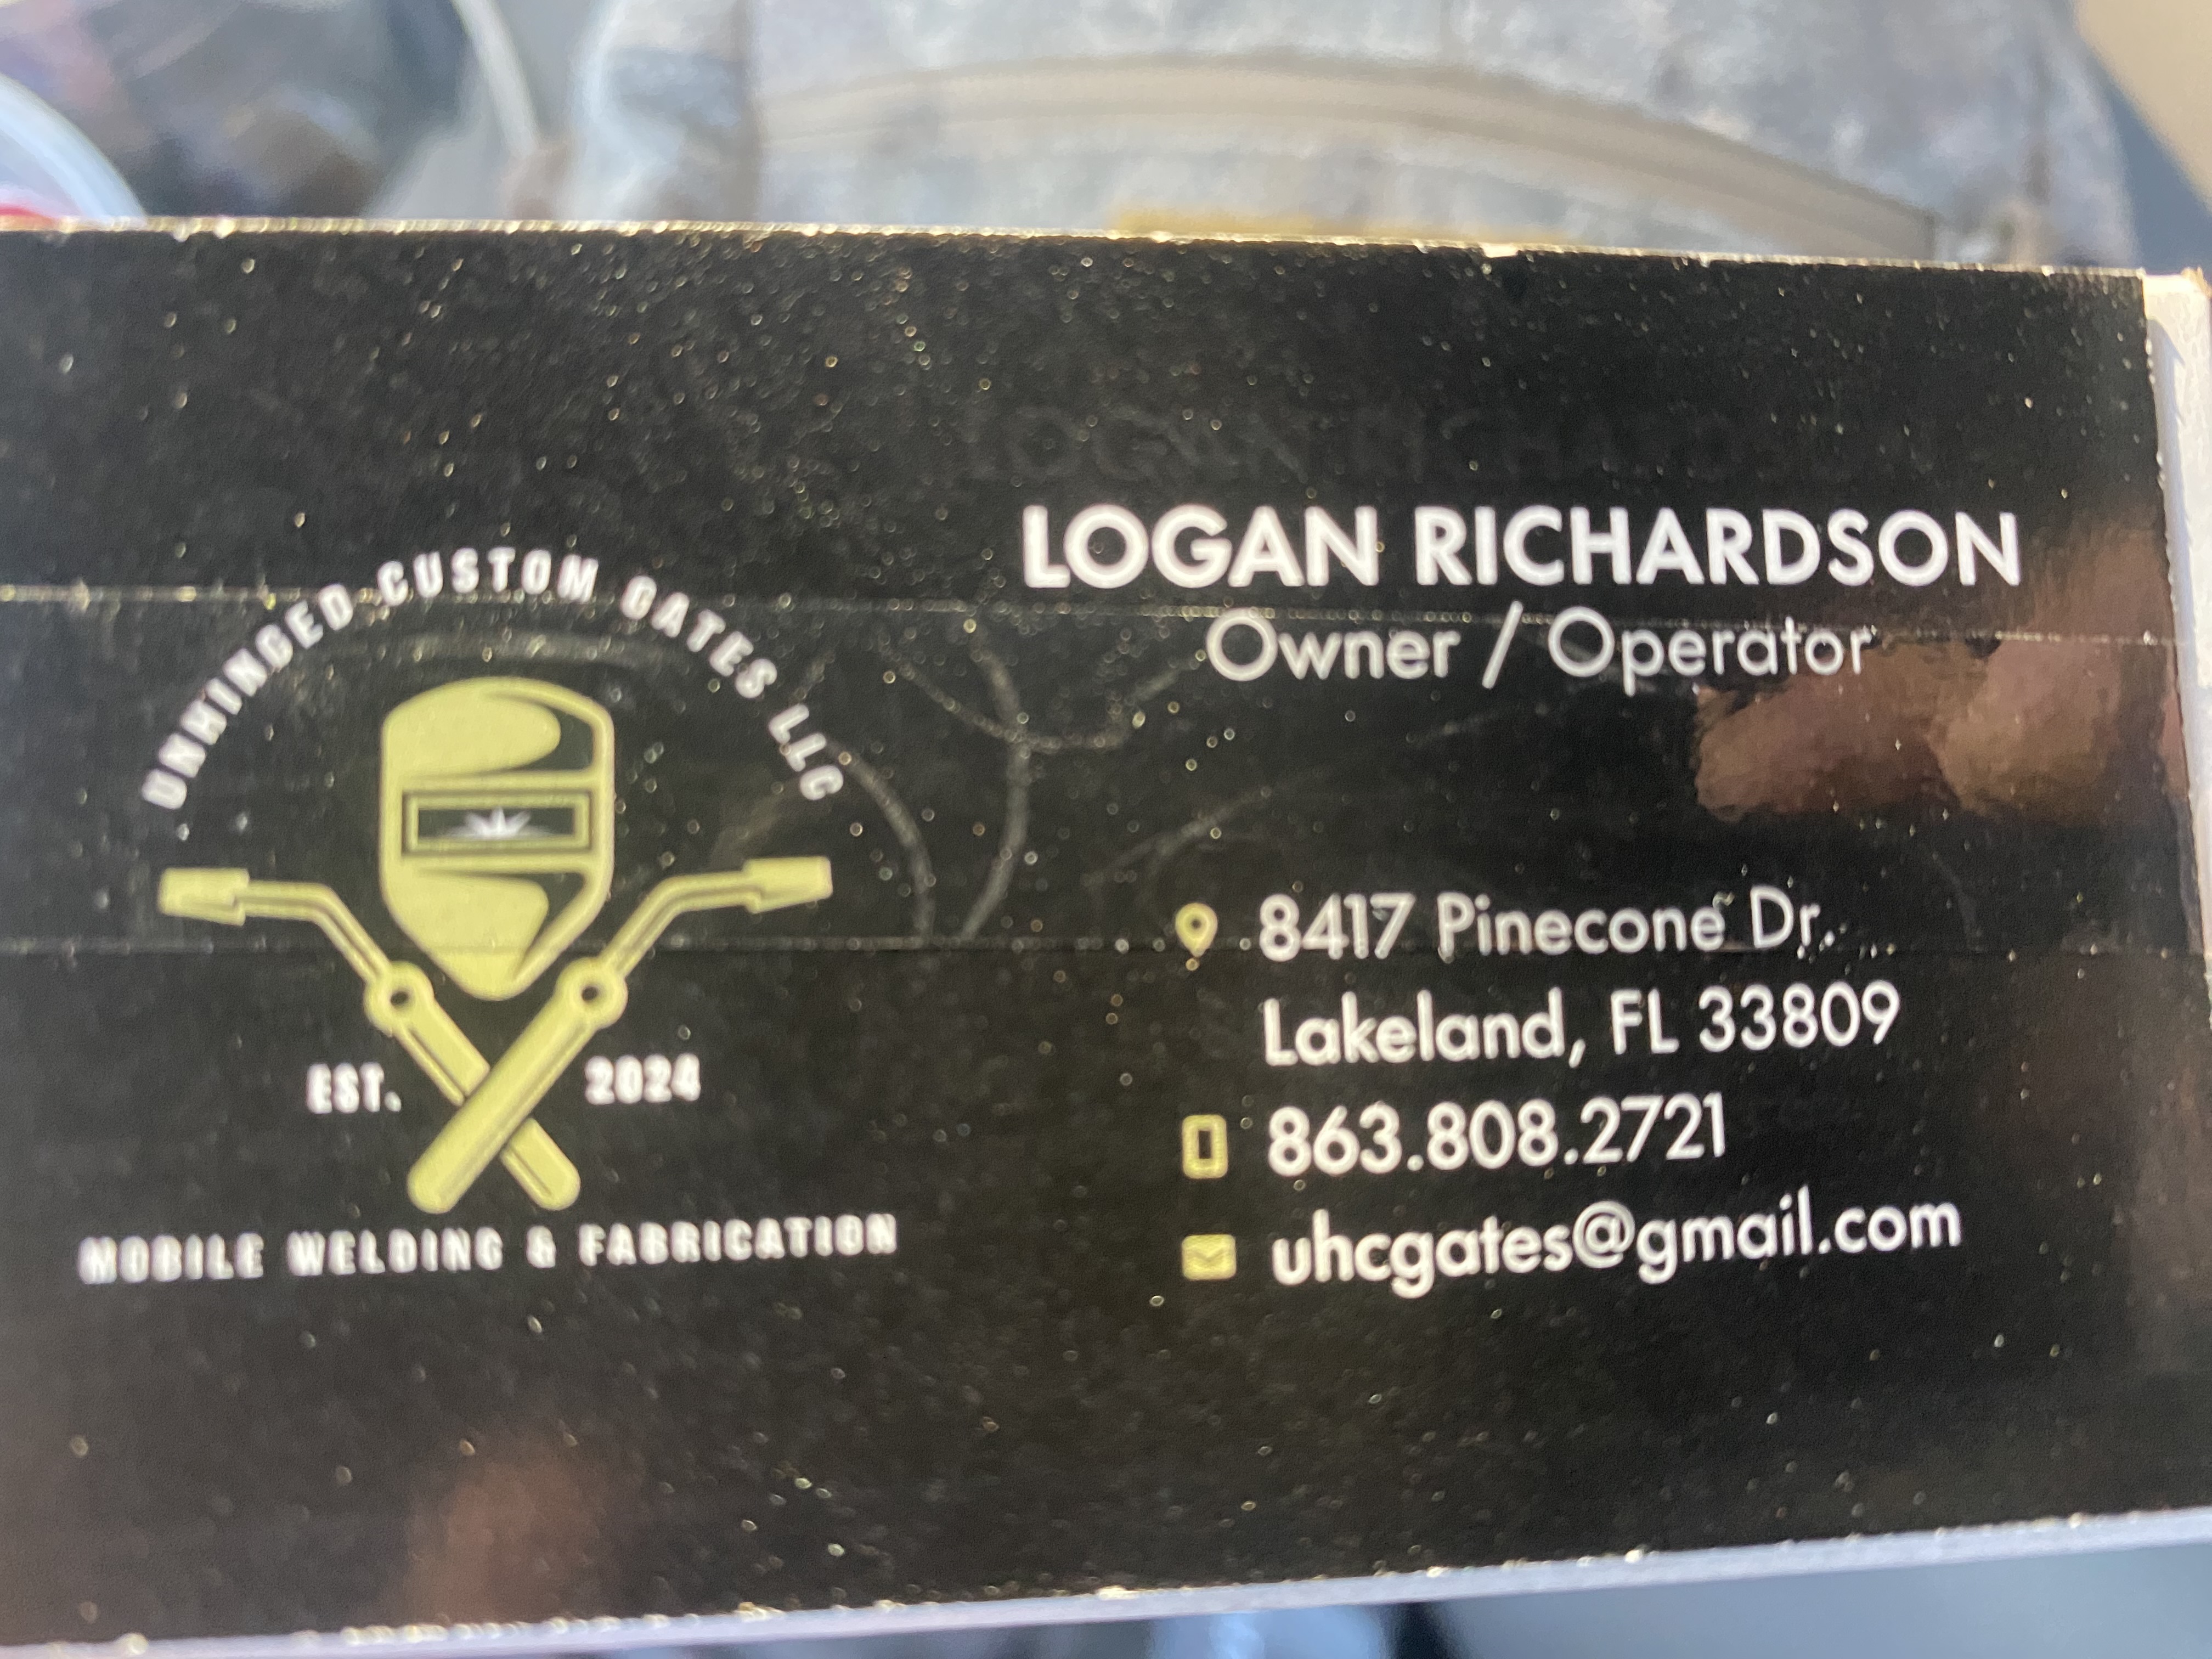 UNHINGED CUSTOM GATES LLC
EST. 2024
MOBILE WELDING & FABRICATION
LOGAN RICHARDSON
Owner / Operator
8417 Pinecone Dr.
Lakeland, FL 33809
863.808.2721
uhcgates@gmail.com